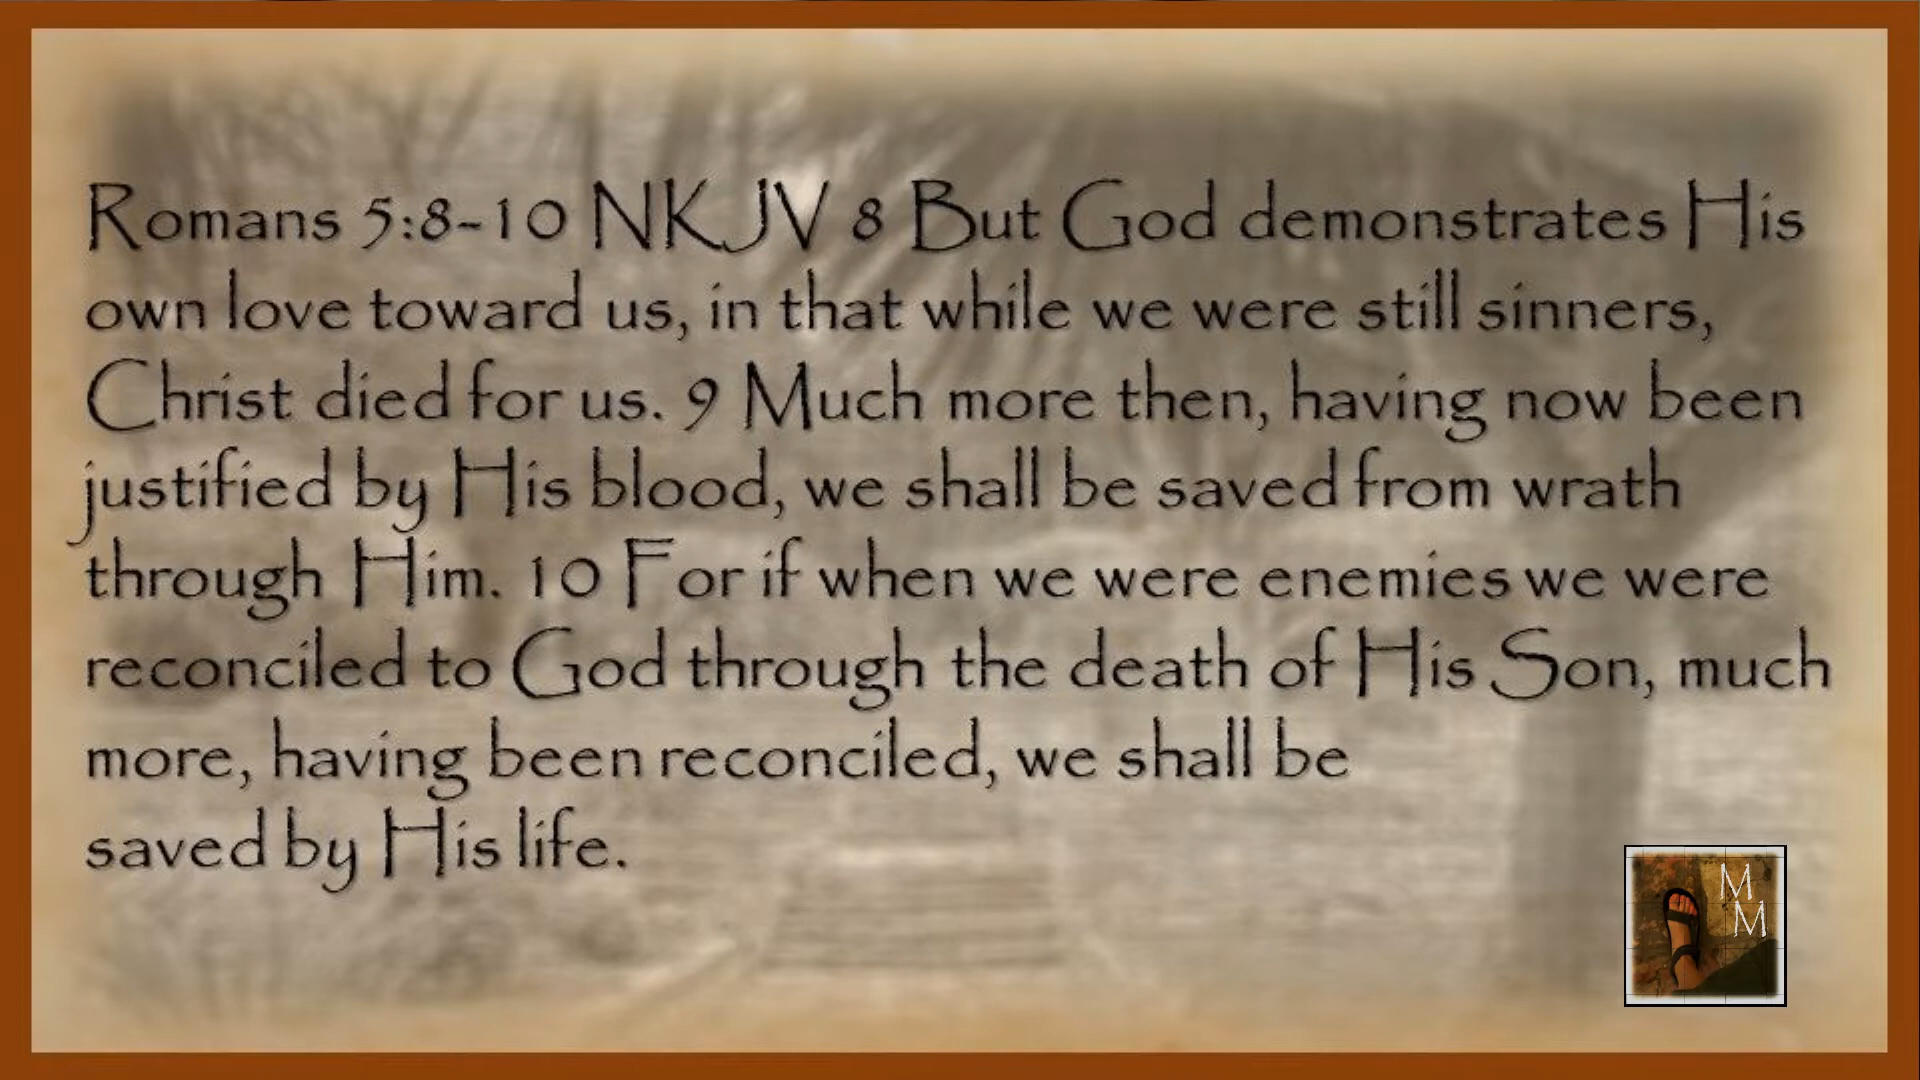 Romans 5:8-10 NKJV 8 But God demonstrates His
own love toward us, in that while we were still sinners,
Christ died for us. 9 Much more then, having now been
justified by His blood, we shall be saved from wrath
through Him. 10 For if when we were enemies we were
reconciled to God through the death of His Son, much
more, having been reconciled, we shall be
saved by His life.
M
M